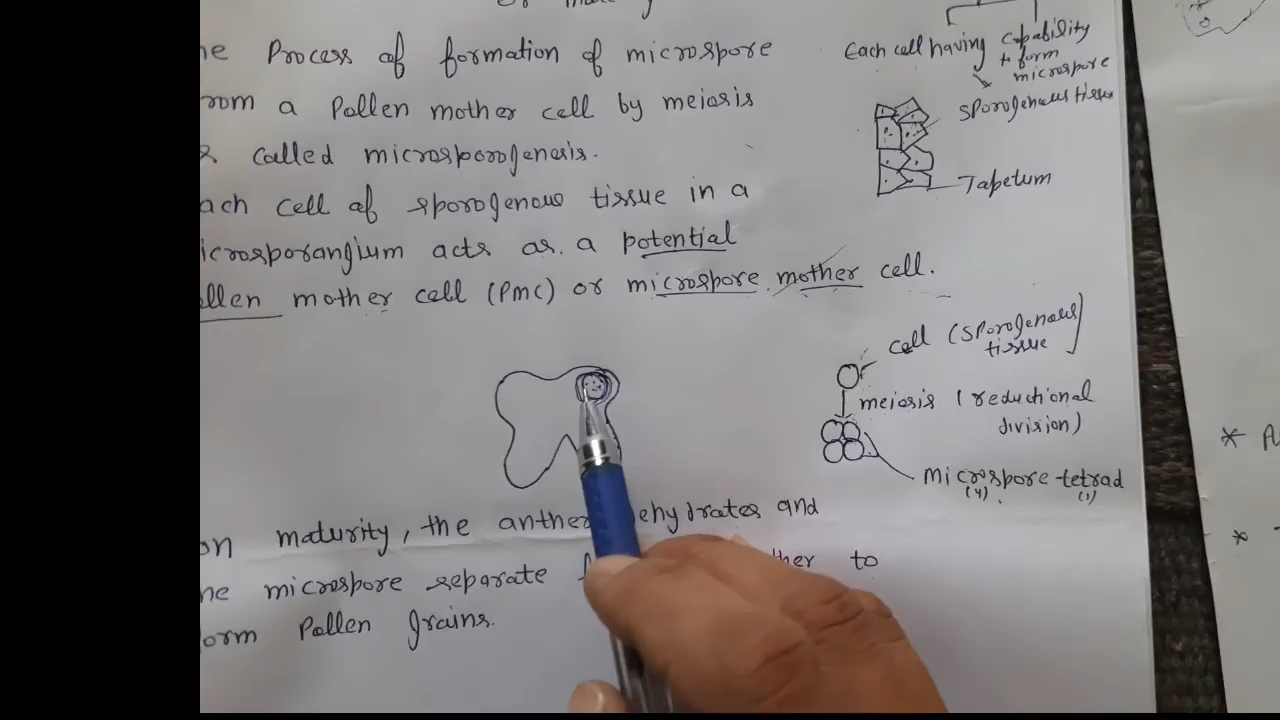 he Process of formation of microspore
rom a Pollen mother cell by meiosis
called microsporogenesis.
ach cell of sporogenous tissue in a
icrosporangium acts as a potential
ollen mother cell (PMC) or microspore mother cell.
Each cell having capability
to form
microspore
sporogenous tissue
Tapetum
cell (sporogenous
tissue)
meiosis (reductional
division)
Microspore tetrad
(4) (1)
on maturity, the anther dehydrates and
he microspore separate ther to
orm Pollen grains.
*
*